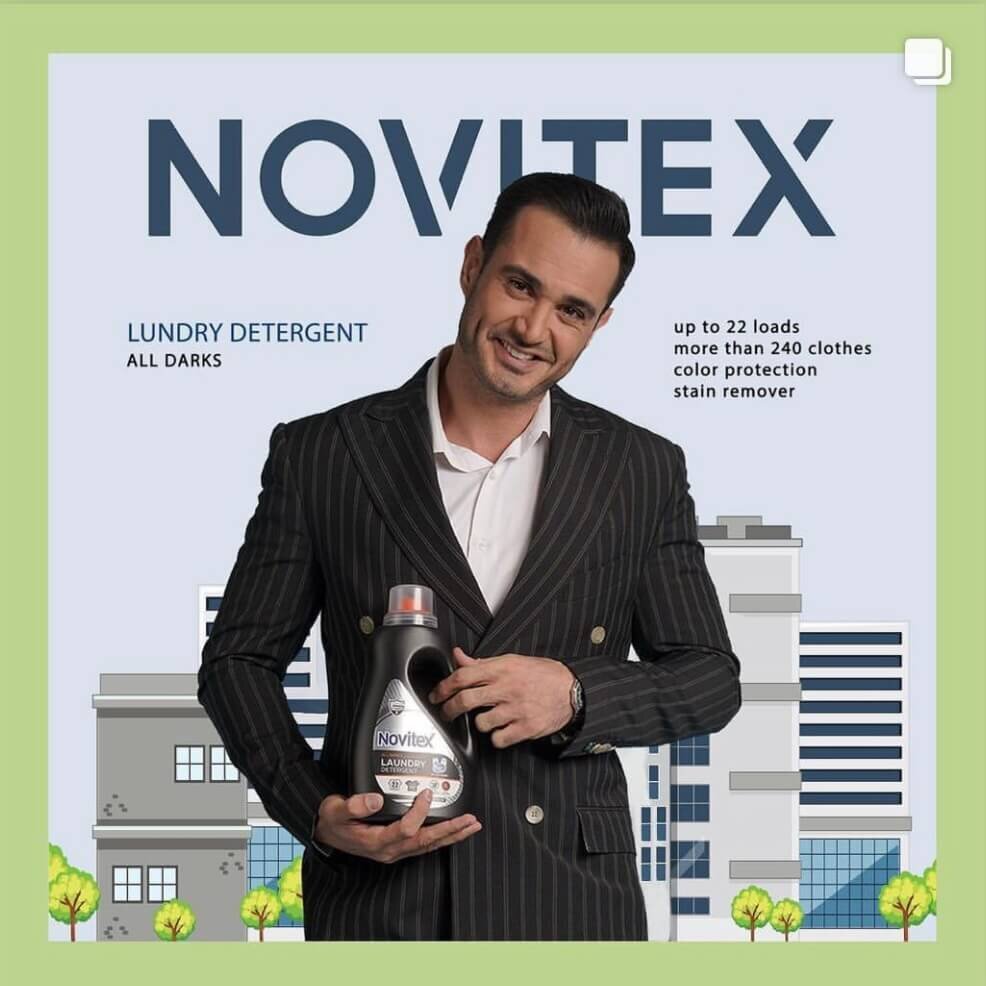 NOVITEX
LUNDRY DETERGENT
ALL DARKS
up to 22 loads
more than 240 clothes
color protection
stain remover
Novitex
LAUNDRY
DETERGENT